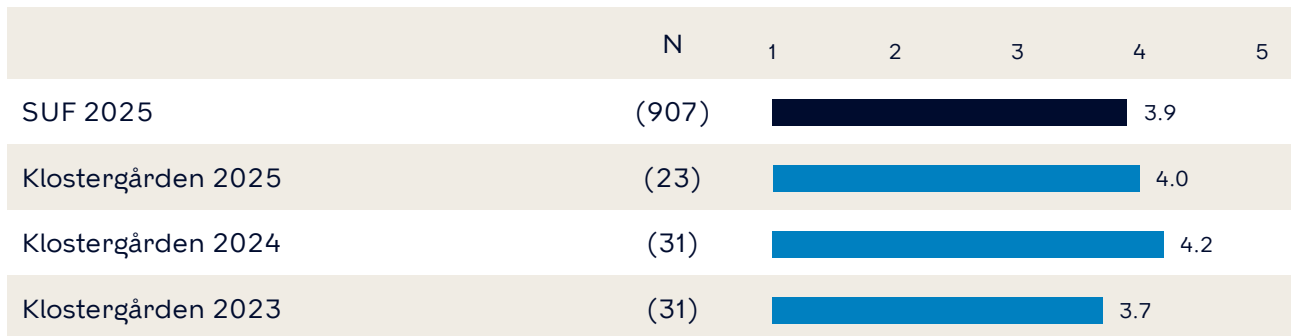 N 1 2 3 4 5
SUF 2025 (907) 3.9
Klostergården 2025 (23) 4.0
Klostergården 2024 (31) 4.2
Klostergården 2023 (31) 3.7